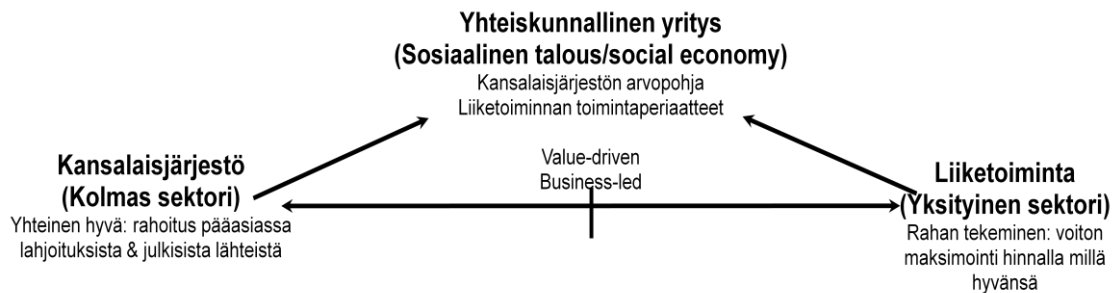 Yhteiskunnallinen yritys
(Sosiaalinen talous/social economy)
Kansalaisjärjestön arvopohja
Liiketoiminnan toimintaperiaatteet
Value-driven
Business-led
Kansalaisjärjestö
(Kolmas sektori)
Yhteinen hyvä: rahoitus pääasiassa
lahjoituksista & julkisista lähteistä
Liiketoiminta
(Yksityinen sektori)
Rahan tekeminen: voiton
maksimointi hinnalla millä
hyvänsä